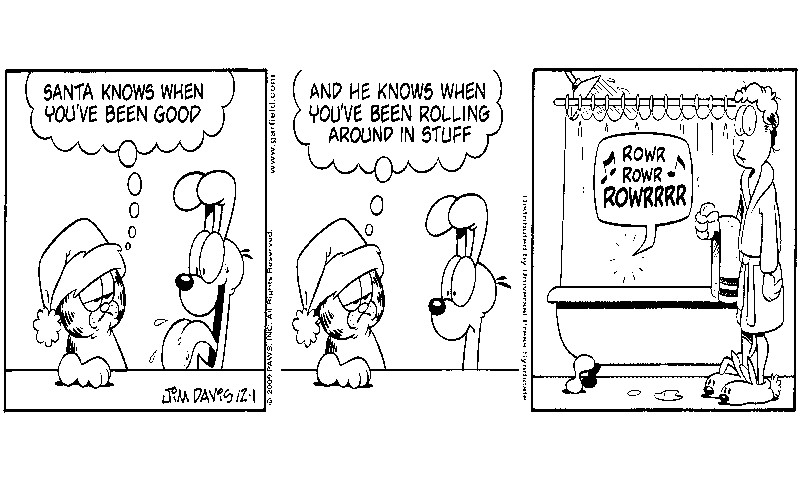 SANTA KNOWS WHEN
YOU'VE BEEN GOOD
JIM DAVIS 12·1
www.garfield.com
© 2009 PAWS, INC. All Rights Reserved.
AND HE KNOWS WHEN
YOU'VE BEEN ROLLING
AROUND IN STUFF
Distributed by Universal Press Syndicate
ROWR
ROWR
ROWRRRR